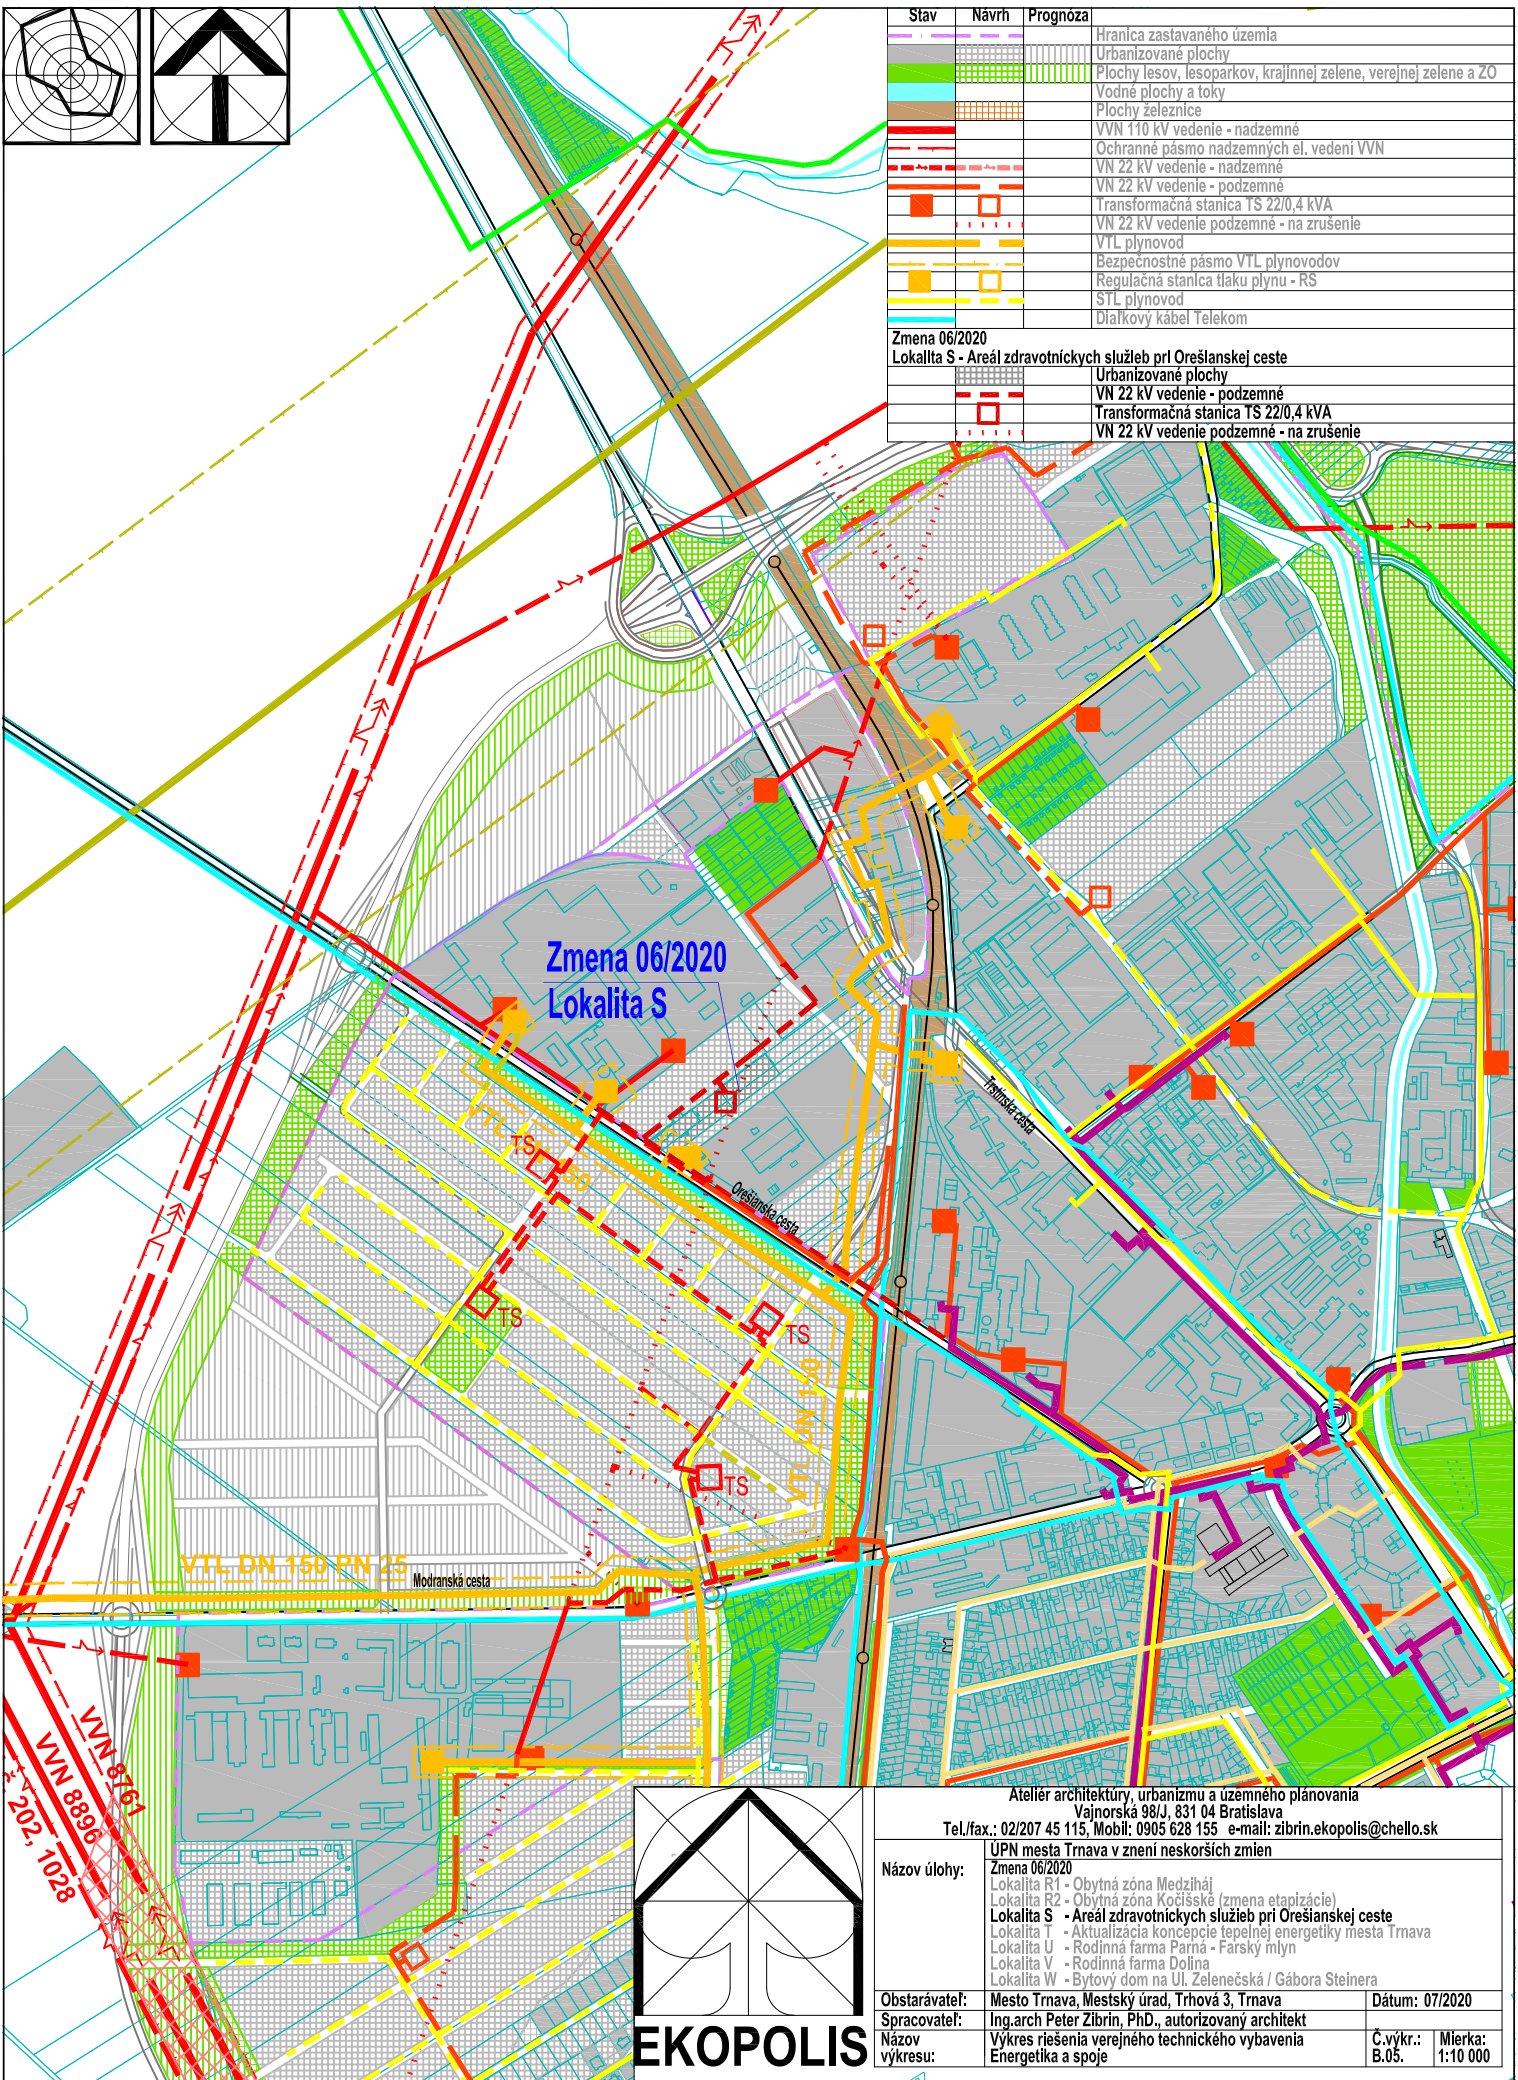 Stav Návrh Prognóza
Hranica zastavaného územia
Urbanizované plochy
Plochy lesov, lesoparkov, krajinnej zelene, verejnej zelene a ZO
Vodné plochy a toky
Plochy železnice
VVN 110 kV vedenie - nadzemné
Ochranné pásmo nadzemných el. vedení VVN
VN 22 kV vedenie - nadzemné
VN 22 kV vedenie - podzemné
Transformačná stanica TS 22/0,4 kVA
VN 22 kV vedenie podzemné - na zrušenie
VTL plynovod
Bezpečnostné pásmo VTL plynovodov
Regulačná stanica tlaku plynu - RS
STL plynovod
Diaľkový kábel Telekom
Zmena 06/2020
Lokalita S - Areál zdravotníckych služieb pri Orešianskej ceste
Urbanizované plochy
VN 22 kV vedenie - podzemné
Transformačná stanica TS 22/0,4 kVA
VN 22 kV vedenie podzemné - na zrušenie
Zmena 06/2020
Lokalita S
Trstínska cesta
TS
Orešianska cesta
TS
TS
VTL DN 150
TS
VTL DN 150 PN 25
Modranská cesta
VVN 8761
VVN 8896
202, 1028
EKOPOLIS
Ateliér architektúry, urbanizmu a územného plánovania
Vajnorská 98/J, 831 04 Bratislava
Tel./fax.: 02/207 45 115, Mobil: 0905 628 155 e-mail: zibrin.ekopolis@chello.sk
Názov úlohy:
ÚPN mesta Trnava v znení neskorších zmien
Zmena 06/2020
Lokalita R1 - Obytná zóna Medziháj
Lokalita R2 - Obytná zóna Kočišské (zmena etapizácie)
Lokalita S - Areál zdravotníckych služieb pri Orešianskej ceste
Lokalita T - Aktualizácia koncepcie tepelnej energetiky mesta Trnava
Lokalita U - Rodinná farma Parná - Farský mlyn
Lokalita V - Rodinná farma Dolina
Lokalita W - Bytový dom na Ul. Zelenečská / Gábora Steinera
Obstarávateľ: Mesto Trnava, Mestský úrad, Trhová 3, Trnava Dátum: 07/2020
Spracovateľ: Ing.arch Peter Zibrin, PhD., autorizovaný architekt
Názov výkresu: Výkres riešenia verejného technického vybavenia
Energetika a spoje
Č.výkr.: B.05.
Mierka: 1:10 000